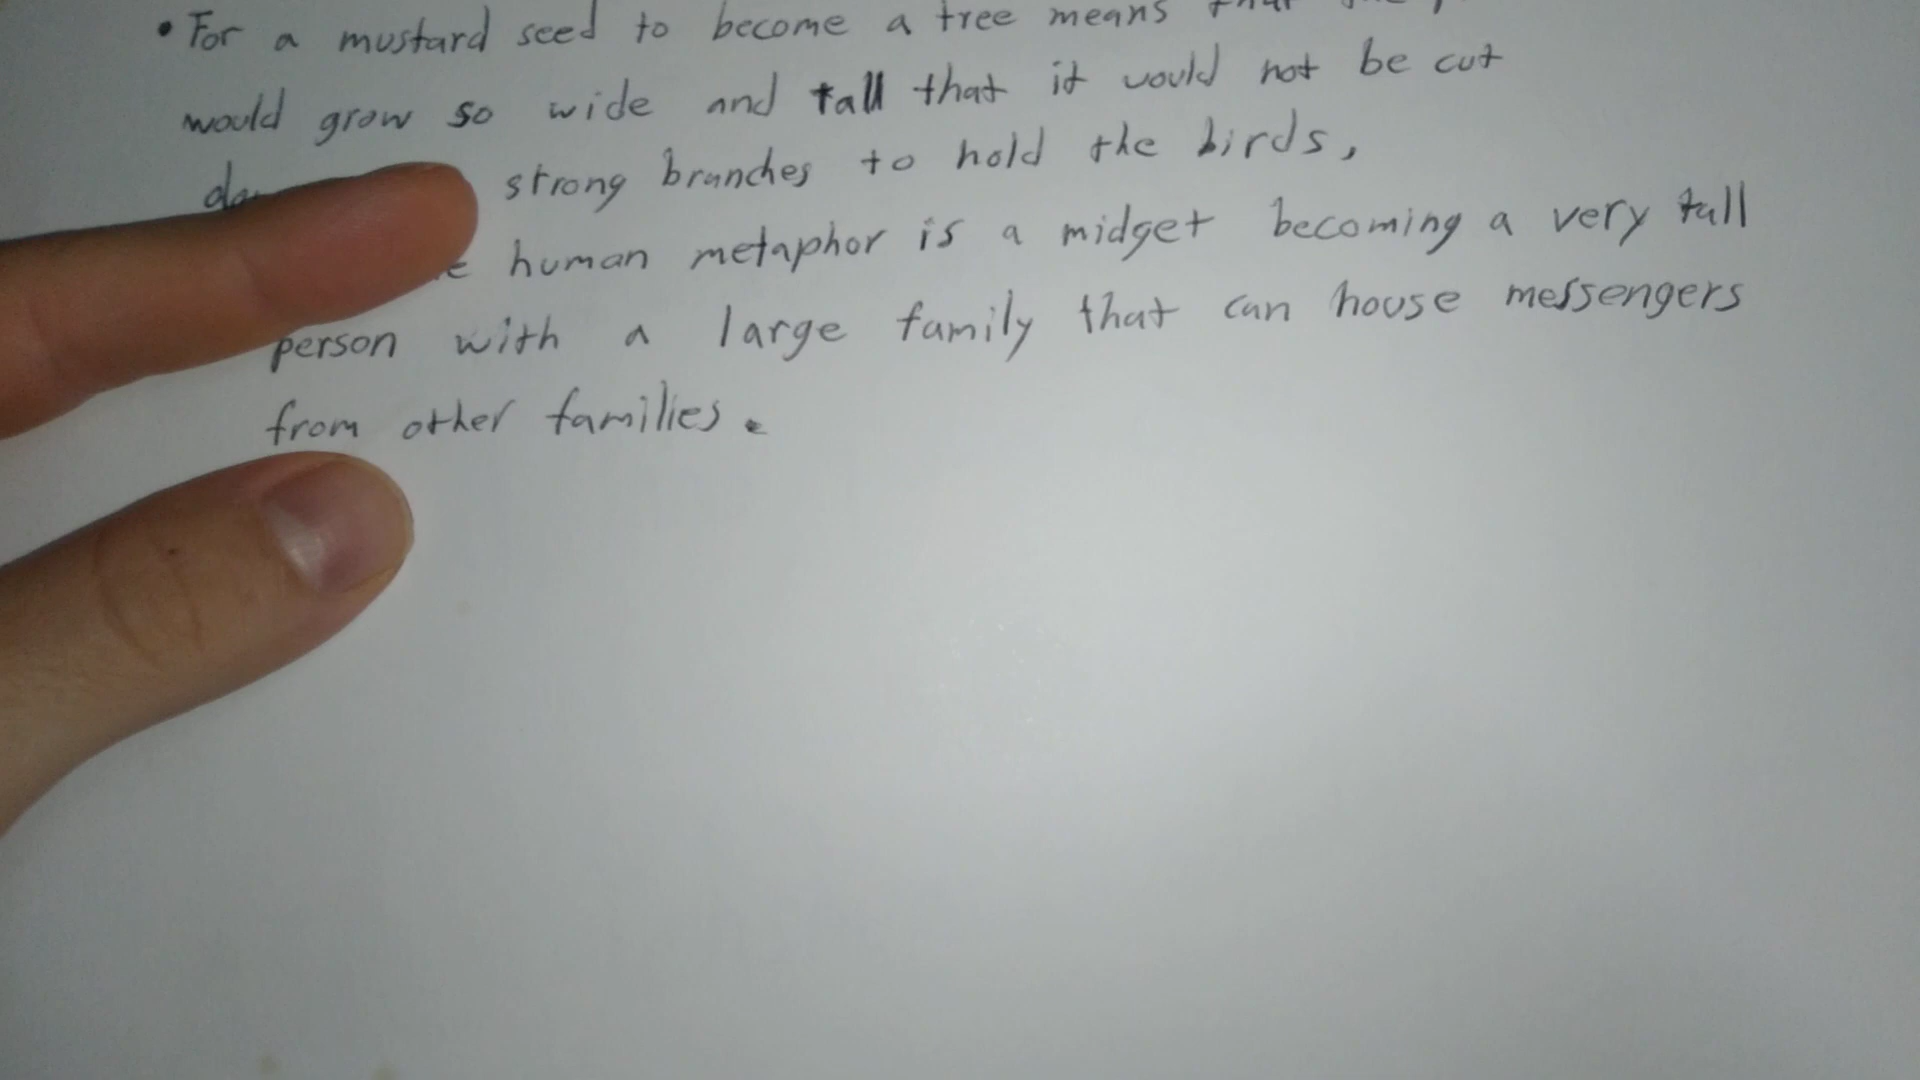 • For a mustard seed to become a tree means that
would grow so wide and tall that it would not be cut
strong branches to hold the birds,
human metaphor is a midget becoming a very tall
person with a large family that can house messengers
from other families.